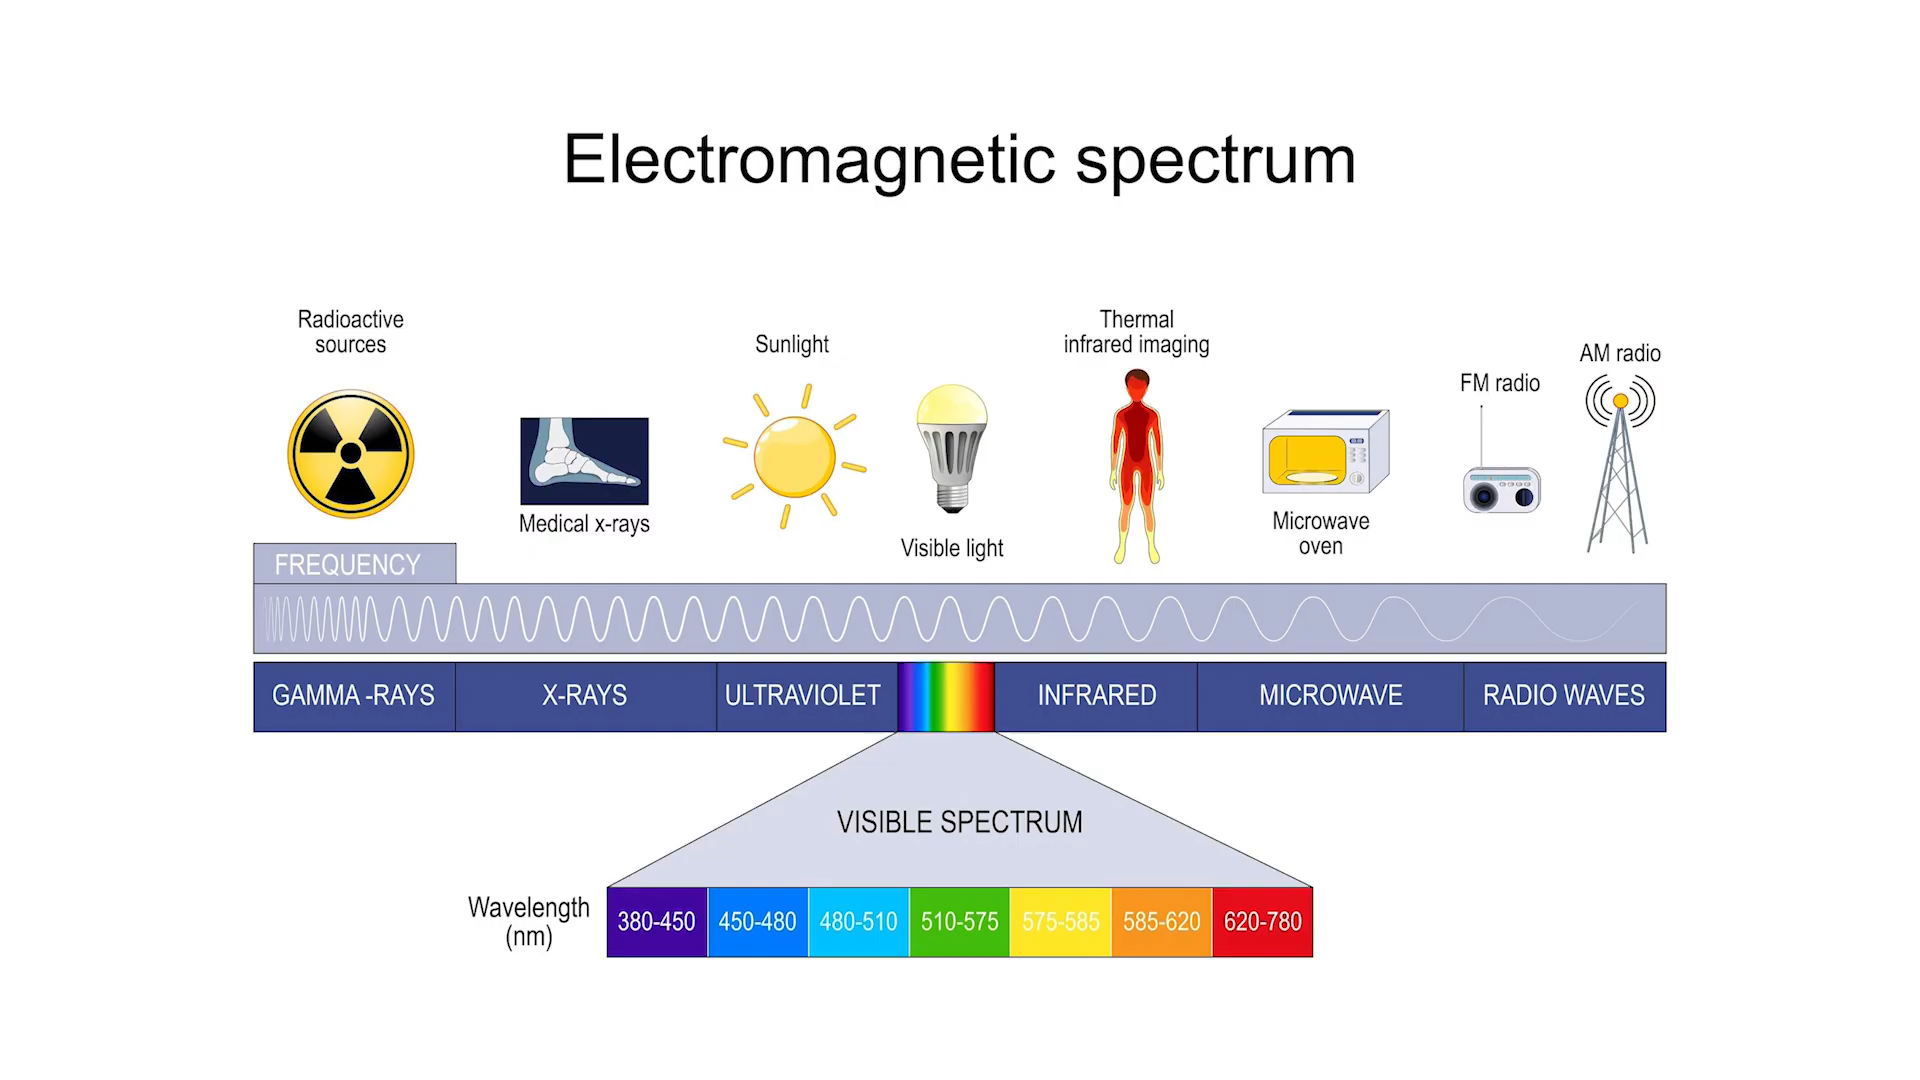 Electromagnetic spectrum
Radioactive
sources
Medical x-rays
Sunlight
Visible light
Thermal
infrared imaging
Microwave
oven
FM radio
AM radio
FREQUENCY
GAMMA -RAYS
X-RAYS
ULTRAVIOLET
INFRARED
MICROWAVE
RADIO WAVES
VISIBLE SPECTRUM
Wavelength
(nm)
380-450
450-480
480-510
510-575
575-585
585-620
620-780